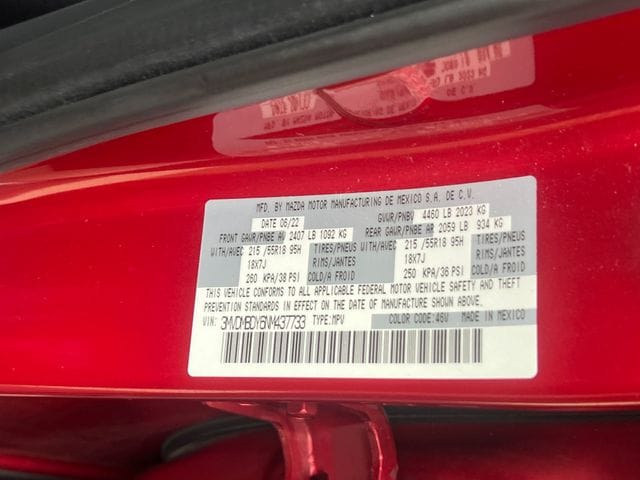 MFD. BY MAZDA MOTOR MANUFACTURING DE MEXICO S.A. DE C.V.
DATE 06/22 GVWR/PNBV 4460 LB 2023 KG
FRONT GAWR/PNBE AV 2407 LB 1092 KG REAR GAWR/PNBE AR 2059 LB 934 KG
WITH/AVEC 215 /55R18 95H TIRES/PNEUS WITH/AVEC 215 /55R18 95H TIRES/PNEUS
18X7J RIMS/JANTES 18X7J RIMS/JANTES
260 KPA/38 PSI COLD/A FROID 250 KPA/36 PSI COLD/A FROID
THIS VEHICLE CONFORMS TO ALL APPLICABLE FEDERAL MOTOR VEHICLE SAFETY AND THEFT
PREVENTION STANDARDS IN EFFECT ON THE DATE OF MANUFACTURE SHOWN ABOVE.
VIN: 3MVDMBDY6NM437733 TYPE:MPV COLOR CODE:46V MADE IN MEXICO